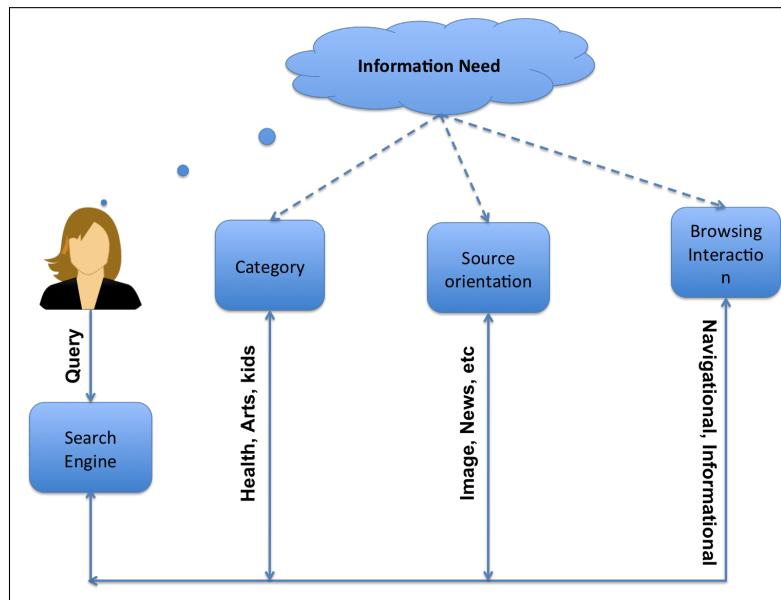 Information Need
Category
Source
orientation
Browsing
Interactio
n
Query
Health, Arts, kids
Image, News, etc
Navigational, Informational
Search
Engine